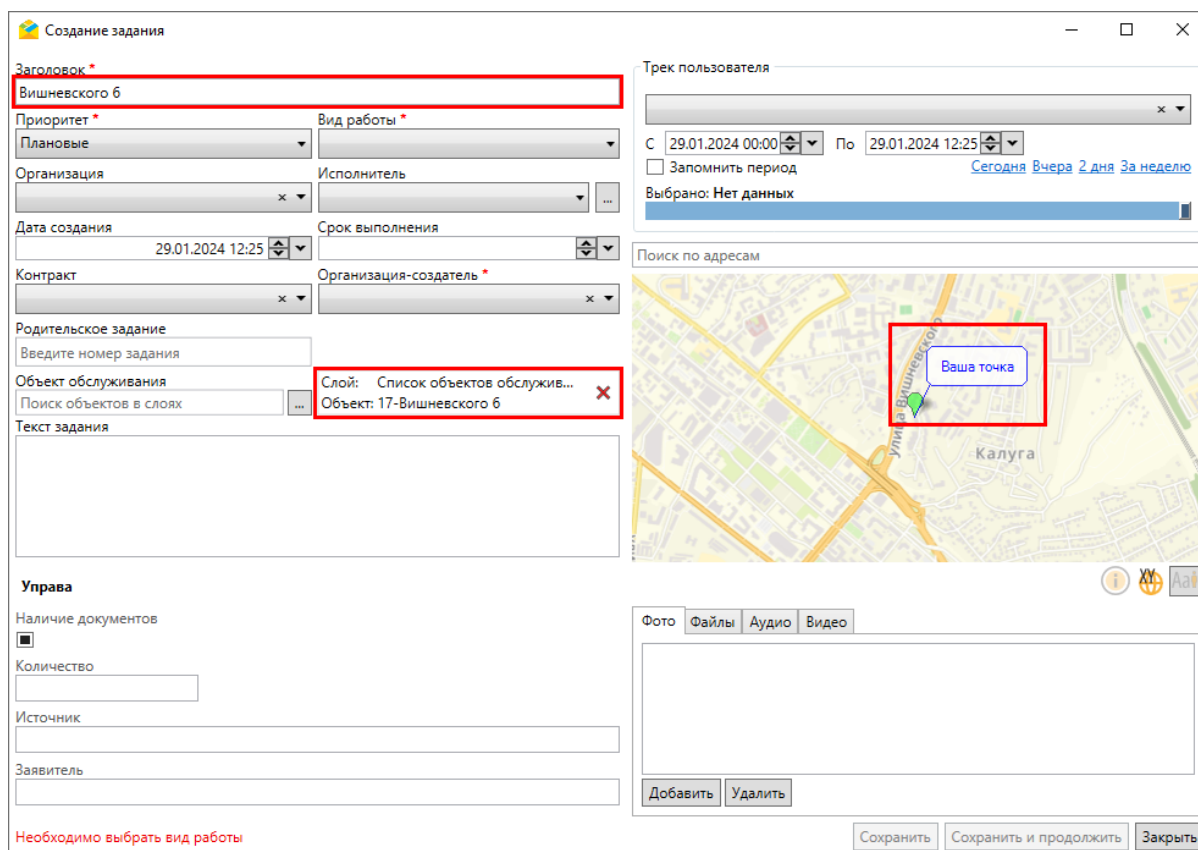 Создание задания
Заголовок *
Вишневского 6
Приоритет *
Вид работы *
Плановые
Организация
Исполнитель
...
Дата создания
Срок выполнения
29.01.2024 12:25
Контракт
Организация-создатель *
Родительское задание
Введите номер задания
Объект обслуживания
Поиск объектов в слоях
...
Слой: Список объектов обслужив...
Объект: 17-Вишневского 6
Текст задания
Управа
Наличие документов
Количество
Источник
Заявитель
Необходимо выбрать вид работы
Трек пользователя
С 29.01.2024 00:00 По 29.01.2024 12:25
Запомнить период
Сегодня Вчера 2 дня За неделю
Выбрано: Нет данных
Поиск по адресам
улица Вишневского
Ваша точка
Калуга
XY
Aa
Фото Файлы Аудио Видео
Добавить Удалить
Сохранить Сохранить и продолжить Закрыть